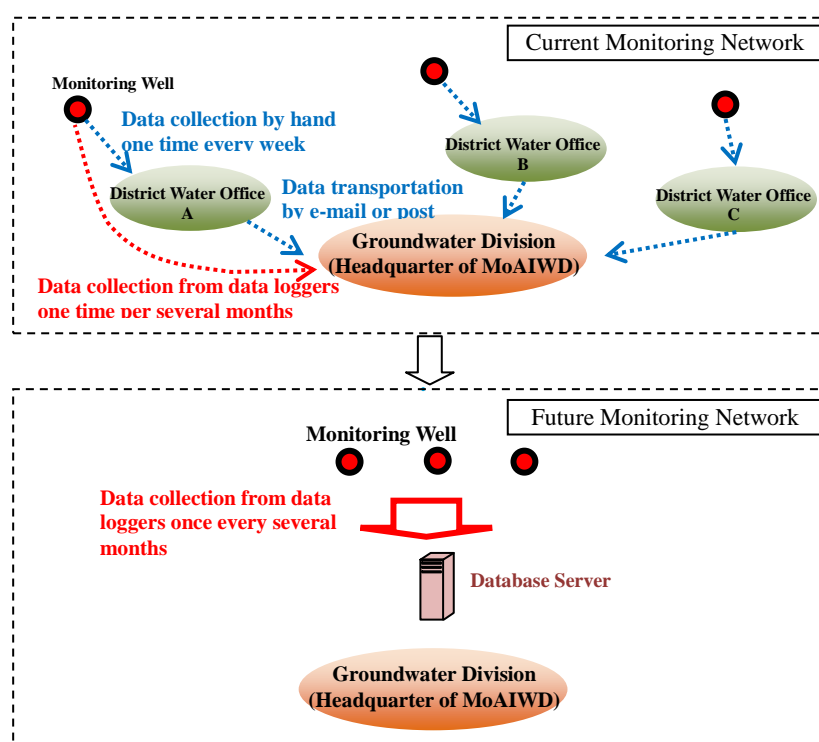 Current Monitoring Network
Monitoring Well
Data collection by hand
one time every week
District Water Office
A
District Water Office
B
District Water Office
C
Data transportation
by e-mail or post
Groundwater Division
(Headquarter of MoAIWD)
Data collection from data loggers
one time per several months
Future Monitoring Network
Monitoring Well
Data collection from data
loggers once every several
months
Database Server
Groundwater Division
(Headquarter of MoAIWD)